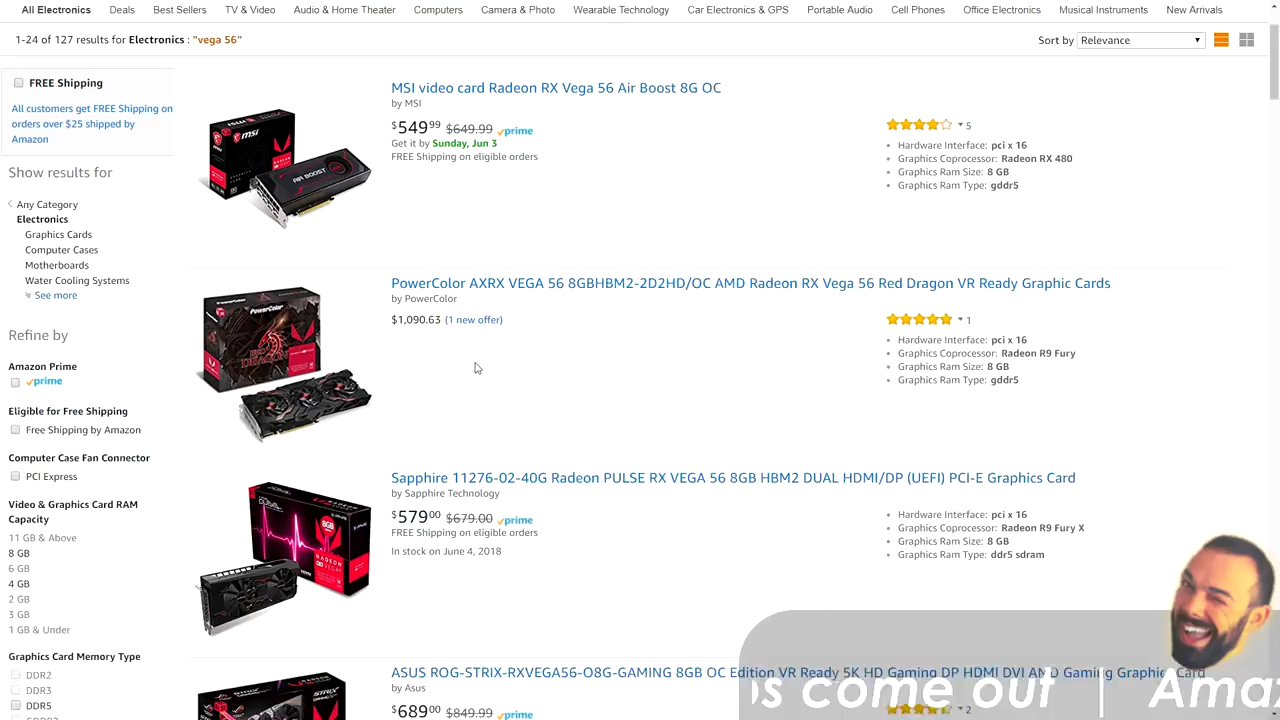 All Electronics Deals Best Sellers TV & Video Audio & Home Theater Computers Camera & Photo Wearable Technology Car Electronics & GPS Portable Audio Cell Phones Office Electronics Musical Instruments New Arrivals
1-24 of 127 results for Electronics : "vega 56"
Sort by Relevance
FREE Shipping
All customers get FREE Shipping on
orders over $25 shipped by
Amazon
Show results for
Any Category
Electronics
Graphics Cards
Computer Cases
Motherboards
Water Cooling Systems
See more
Refine by
Amazon Prime
prime
Eligible for Free Shipping
Free Shipping by Amazon
Computer Case Fan Connector
PCI Express
Video & Graphics Card RAM
Capacity
11 GB & Above
8 GB
6 GB
4 GB
2 GB
3 GB
1 GB & Under
Graphics Card Memory Type
DDR2
DDR3
DDR5
MSI video card Radeon RX Vega 56 Air Boost 8G OC
by MSI
$549 99 $649.99 prime
Get it by Sunday, Jun 3
FREE Shipping on eligible orders
5
Hardware Interface: pci x 16
Graphics Coprocessor: Radeon RX 480
Graphics Ram Size: 8 GB
Graphics Ram Type: gddr5
msi
AIR BOOST
PowerColor AXRX VEGA 56 8GBHBM2-2D2HD/OC AMD Radeon RX Vega 56 Red Dragon VR Ready Graphic Cards
by PowerColor
$1,090.63 (1 new offer)
1
Hardware Interface: pci x 16
Graphics Coprocessor: Radeon R9 Fury
Graphics Ram Size: 8 GB
Graphics Ram Type: gddr5
PowerColor
RED
DRAGON
Sapphire 11276-02-40G Radeon PULSE RX VEGA 56 8GB HBM2 DUAL HDMI/DP (UEFI) PCI-E Graphics Card
by Sapphire Technology
$579 00 $679.00 prime
FREE Shipping on eligible orders
In stock on June 4, 2018
Hardware Interface: pci x 16
Graphics Coprocessor: Radeon R9 Fury X
Graphics Ram Size: 8 GB
Graphics Ram Type: ddr5 sdram
8GB
ASUS ROG-STRIX-RXVEGA56-O8G-GAMING 8GB OC Edition VR Ready 5K HD Gaming DP HDMI DVI AMD Gaming Graphic Card
by Asus
$689 00 $849.99 prime
2
STRIX
s come our Amaz